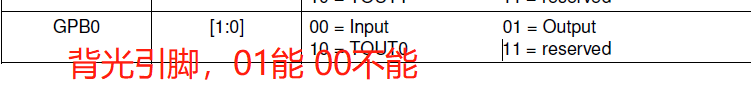 GPB0 [1:0] 00 = Input 01 = Output
10 = TOUT0 11 = reserved
背光引脚，01能 00不能